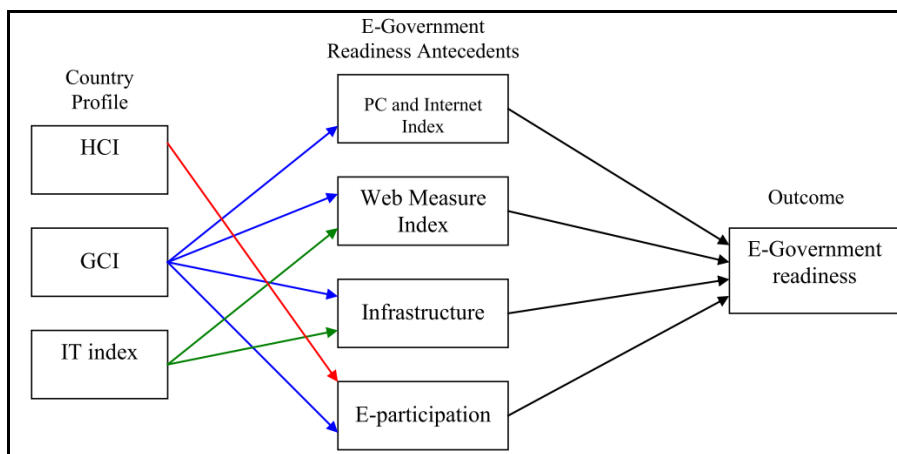 Country
Profile
HCI
GCI
IT index
E-Government
Readiness Antecedents
PC and Internet
Index
Web Measure
Index
Infrastructure
E-participation
Outcome
E-Government
readiness